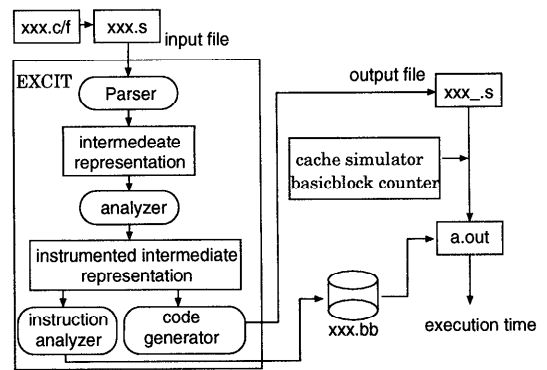 xxx.c/f
xxx.s
input file
EXCIT
Parser
intermedeate
representation
analyzer
instrumented intermediate
representation
instruction
analyzer
code
generator
output file
xxx_.s
cache simulator
basicblock counter
a.out
xxx.bb
execution time